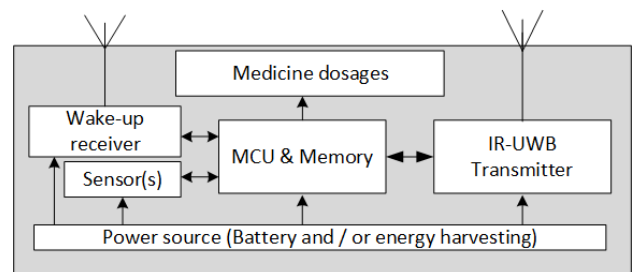 Medicine dosages
Wake-up
receiver
MCU & Memory
IR-UWB
Transmitter
Sensor(s)
Power source (Battery and / or energy harvesting)